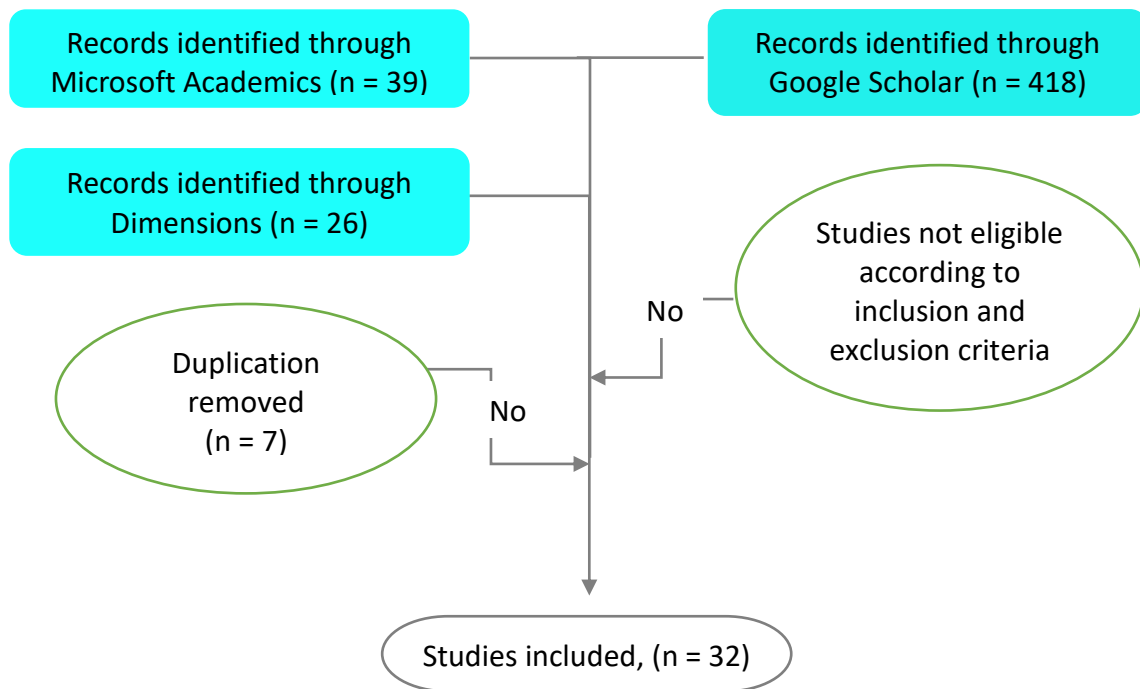 Records identified through
Microsoft Academics (n = 39)
Records identified through
Google Scholar (n = 418)
Records identified through
Dimensions (n = 26)
Studies not eligible
according to
inclusion and
exclusion criteria
No
Duplication
removed
(n = 7)
No
Studies included, (n = 32)